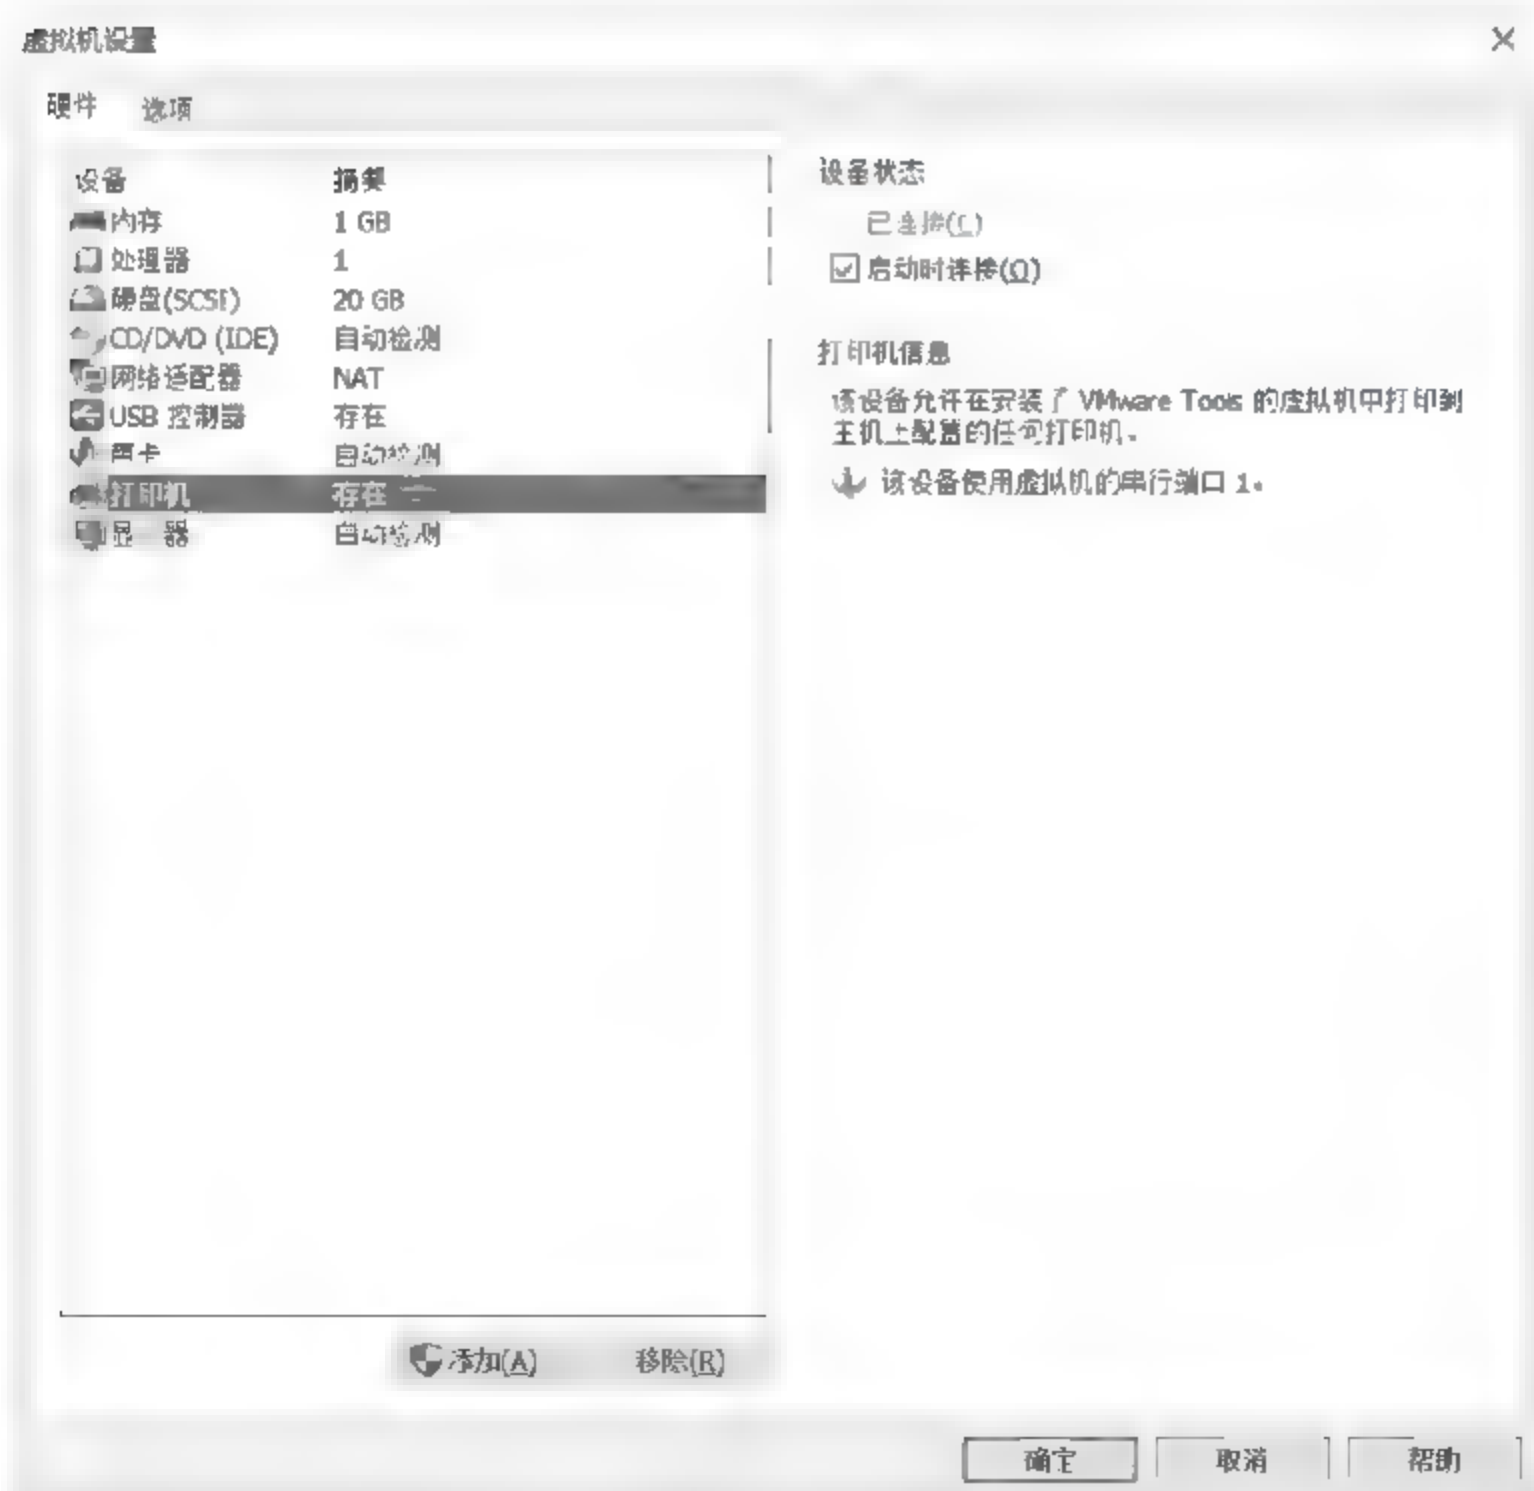 虚拟机设置
硬件 选项
设备 摘要
内存 1 GB
处理器 1
硬盘(SCSI) 20 GB
CD/DVD (IDE) 自动检测
网络适配器 NAT
USB 控制器 存在
声卡 自动检测
打印机 存在
显 器 自动检测
添加(A) 移除(R)
设备状态
已连接(C)
启动时连接(O)
打印机信息
该设备允许在安装了 VMware Tools 的虚拟机中打印到
主机上配置的任何打印机。
该设备使用虚拟机的串行端口 1。
确定 取消 帮助